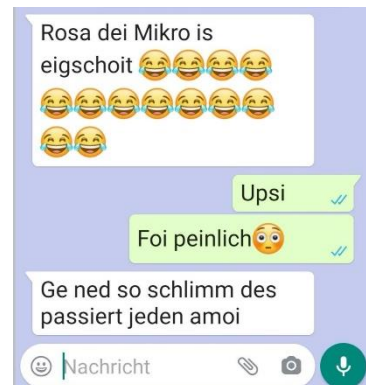 Rosa dei Mikro is
eigschoit 😂😂😂😂
😂😂😂😂😂😂😂
😂😂
Upsi
Foi peinlich😳
Ge ned so schlimm des
passiert jeden amoi
Nachricht